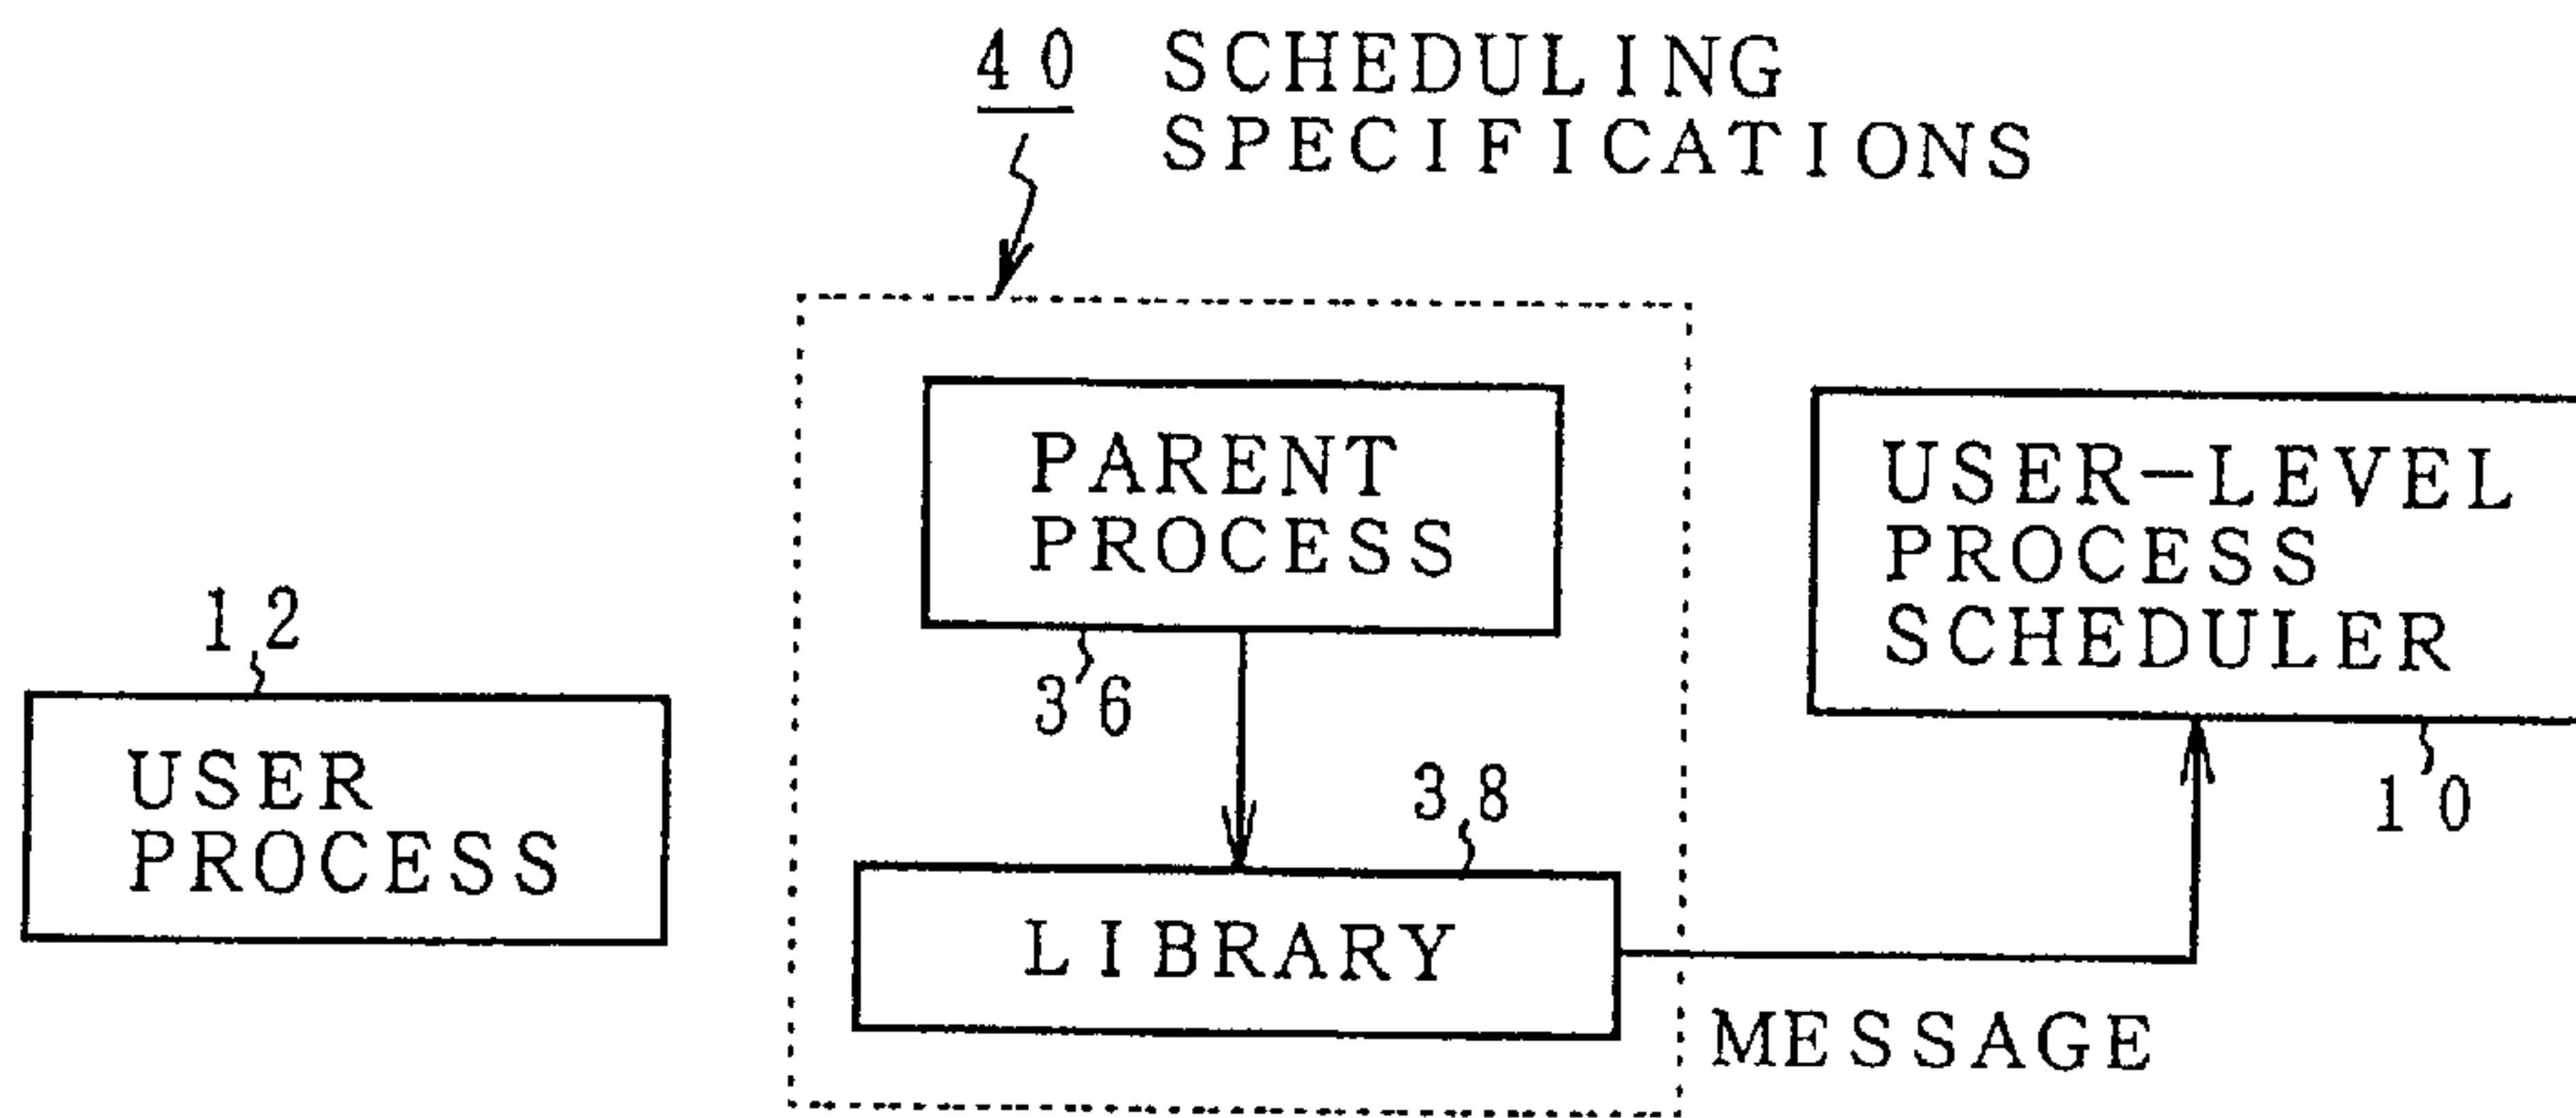 40 SCHEDULING
SPECIFICATIONS
PARENT
PROCESS
36
USER-LEVEL
PROCESS
SCHEDULER
10
12
USER
PROCESS
38
LIBRARY
MESSAGE